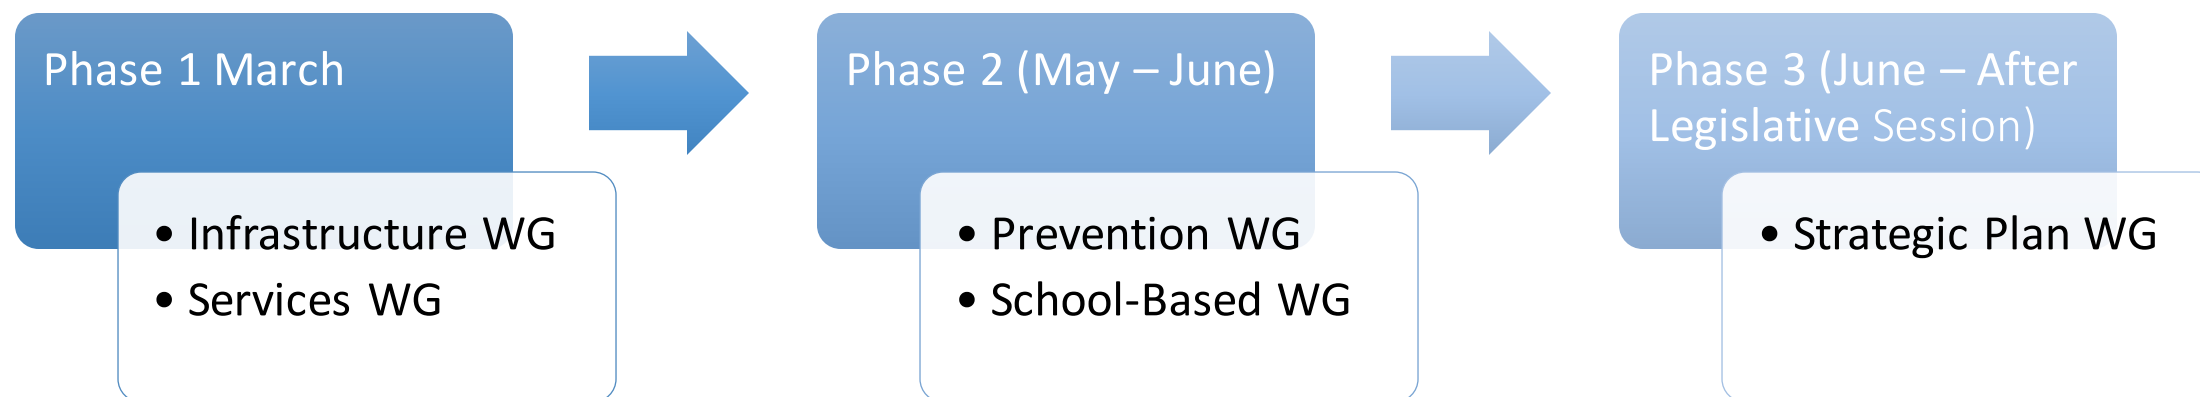 Phase 1 March
• Infrastructure WG
• Services WG
Phase 2 (May – June)
• Prevention WG
• School-Based WG
Phase 3 (June – After
Legislative Session)
• Strategic Plan WG